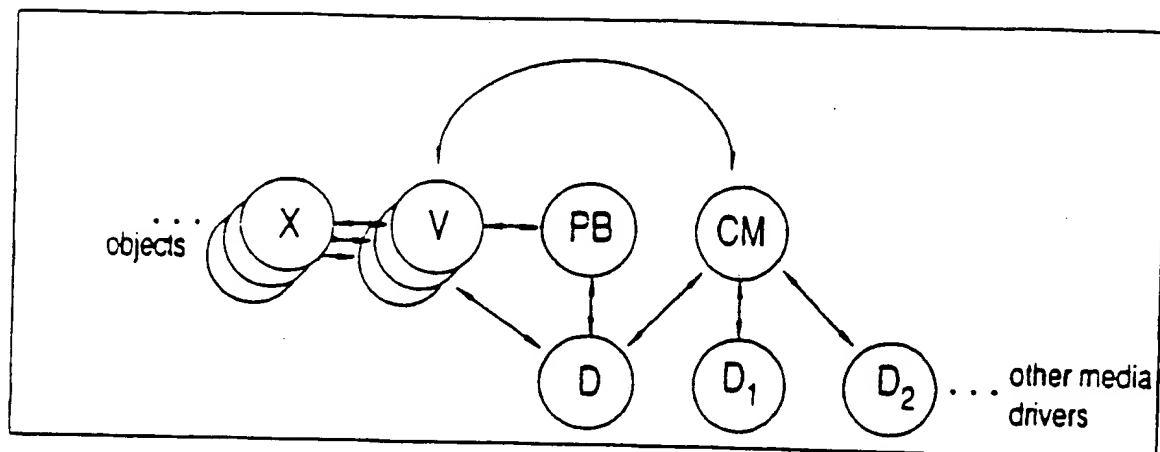 ... X V PB CM
objects
D D₁ D₂ ... other media
drivers